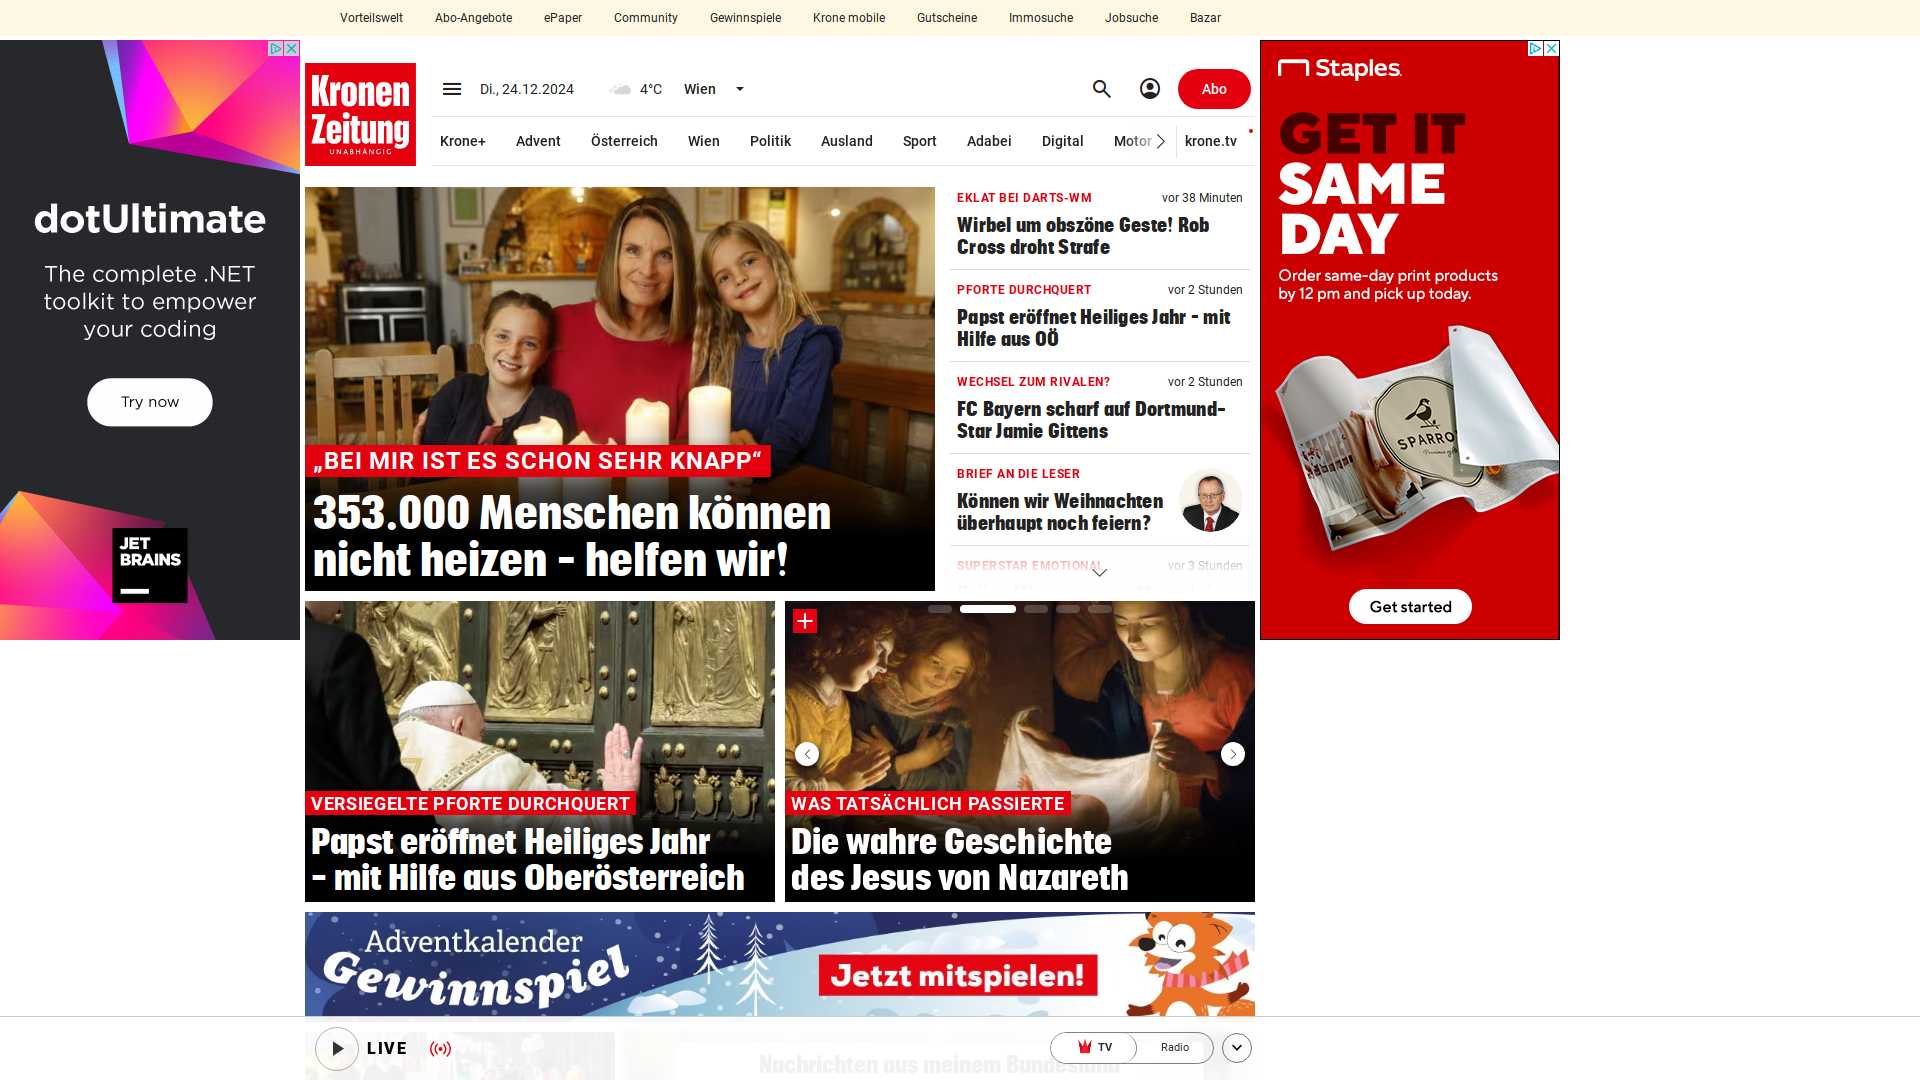 Vorteilswelt Abo-Angebote ePaper Community Gewinnspiele Krone mobile Gutscheine Immosuche Jobsuche Bazar
dotUltimate
The complete .NET
toolkit to empower
your coding
Try now
JET
BRAINS
Kronen
Zeitung
UNABHÄNGIG
Di., 24.12.2024 4°C Wien Abo
Krone+ Advent Österreich Wien Politik Ausland Sport Adabei Digital Motor krone.tv
„BEI MIR IST ES SCHON SEHR KNAPP“
353.000 Menschen können
nicht heizen – helfen wir!
EKLAT BEI DARTS-WM vor 38 Minuten
Wirbel um obszöne Geste! Rob
Cross droht Strafe
PFORTE DURCHQUERT vor 2 Stunden
Papst eröffnet Heiliges Jahr – mit
Hilfe aus OÖ
WECHSEL ZUM RIVALEN? vor 2 Stunden
FC Bayern scharf auf Dortmund-
Star Jamie Gittens
BRIEF AN DIE LESER
Können wir Weihnachten
überhaupt noch feiern?
SUPERSTAR EMOTIONAL vor 3 Stunden
VERSIEGELTE PFORTE DURCHQUERT
Papst eröffnet Heiliges Jahr
– mit Hilfe aus Oberösterreich
WAS TATSÄCHLICH PASSIERTE
Die wahre Geschichte
des Jesus von Nazareth
Staples
GET IT
SAME
DAY
Order same-day print products
by 12 pm and pick up today.
SPARRO
Get started
Adventkalender
Gewinnspiel
Jetzt mitspielen!
LIVE TV Radio
Nachrichten aus meinem Bundesland